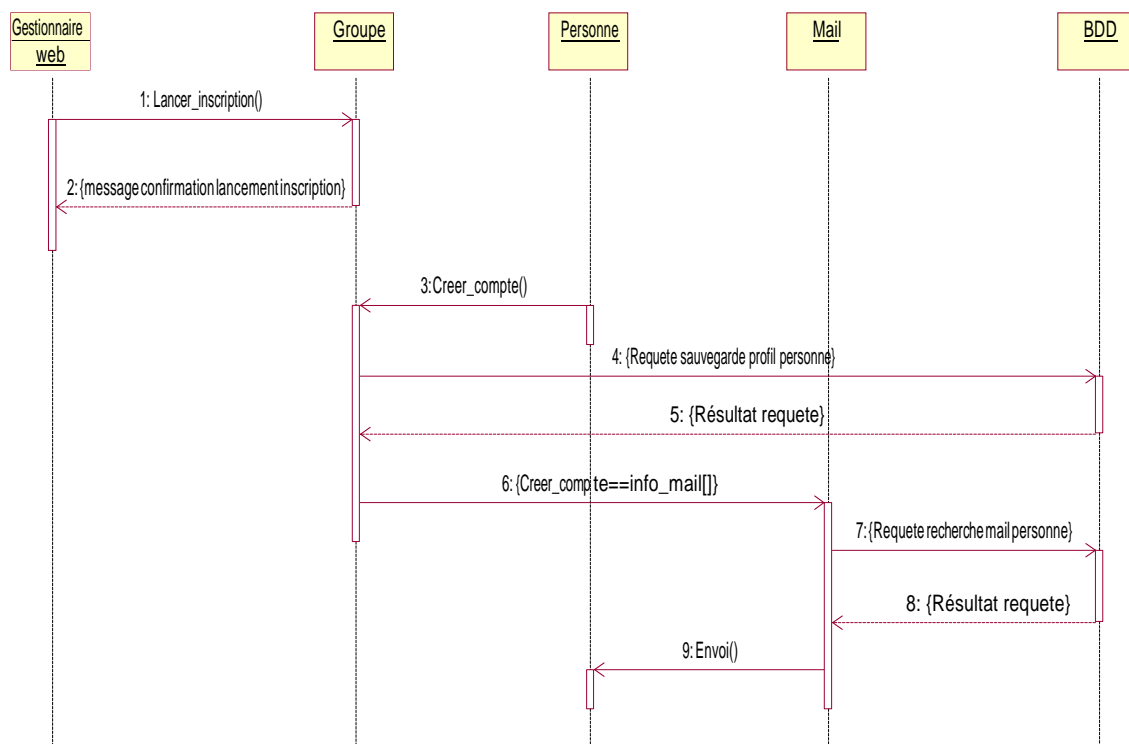 Gestionnaire
web
Groupe
Personne
Mail
BDD
1: Lancer_inscription()
2: {message confirmation lancement inscription}
3:Creer_compte()
4: {Requete sauvegarde profil personne}
5: {Résultat requete}
6: {Creer_compte==info_mail[]}
7: {Requete recherche mail personne}
8: {Résultat requete}
9: Envoi()